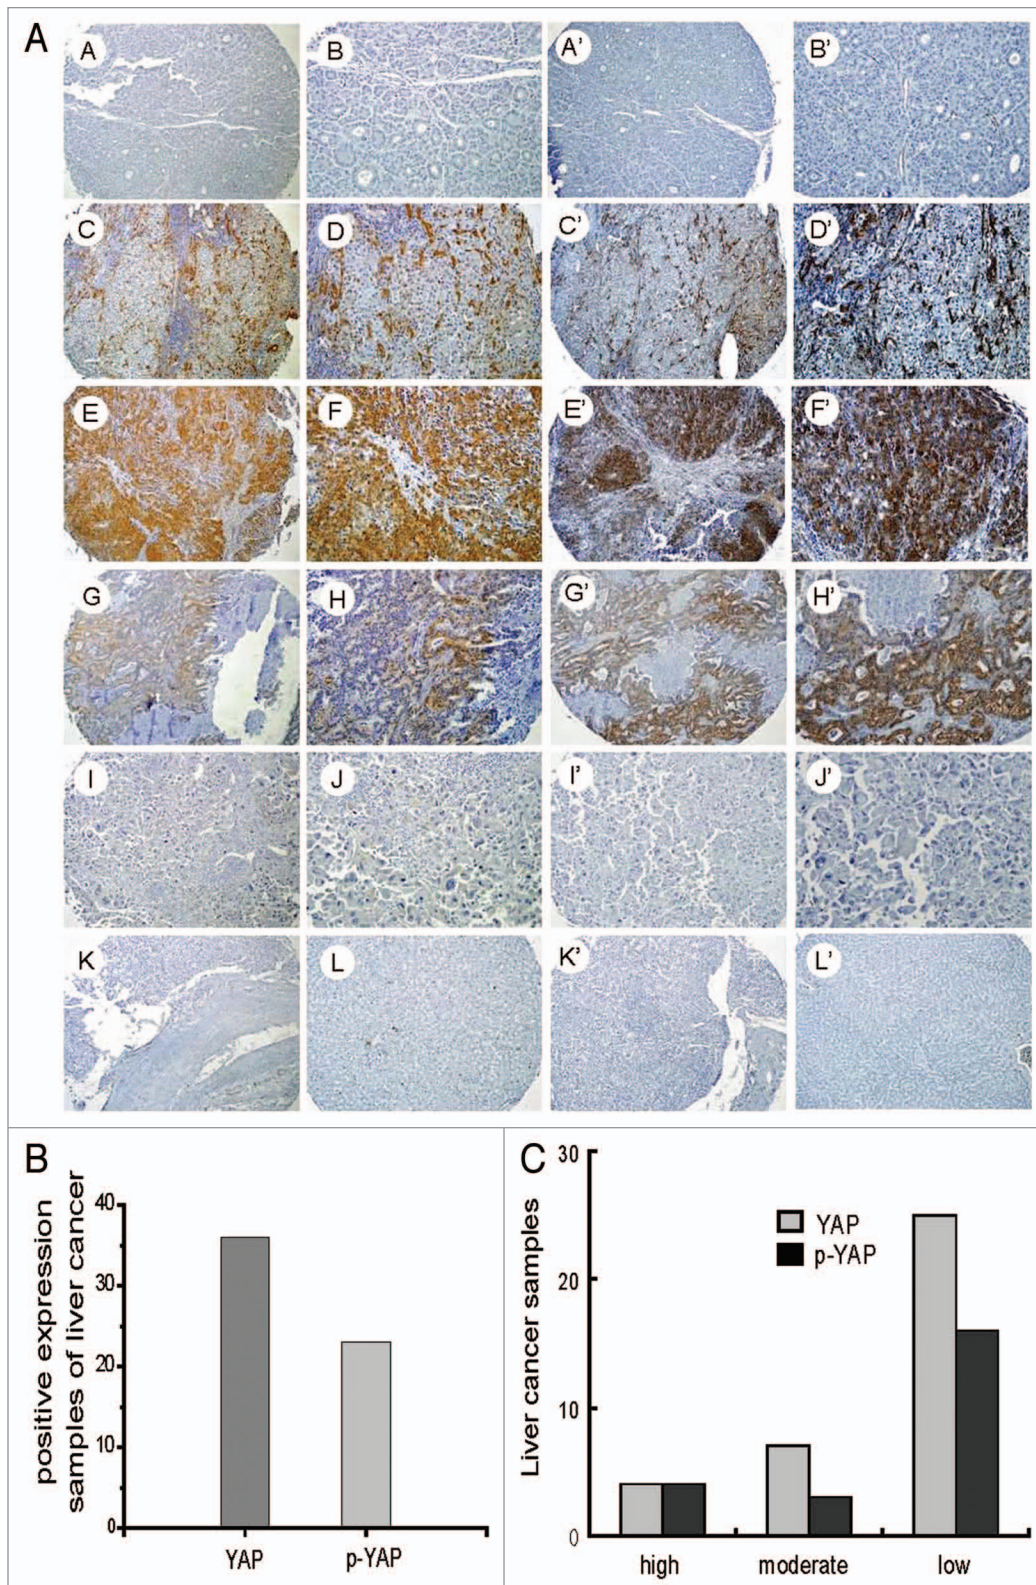 A
A B A' B'
C D C' D'
E F E' F'
G H G' H'
I J I' J'
K L K' L'
B
positive expression
samples of liver cancer
40
30
20
10
0
YAP p-YAP
C
Liver cancer samples
30
20
10
0
YAP
p-YAP
high moderate low